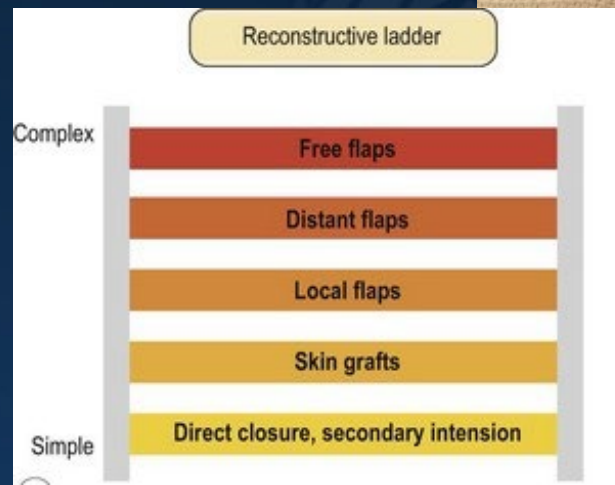 Reconstructive ladder
Complex
Free flaps
Distant flaps
Local flaps
Skin grafts
Direct closure, secondary intension
Simple